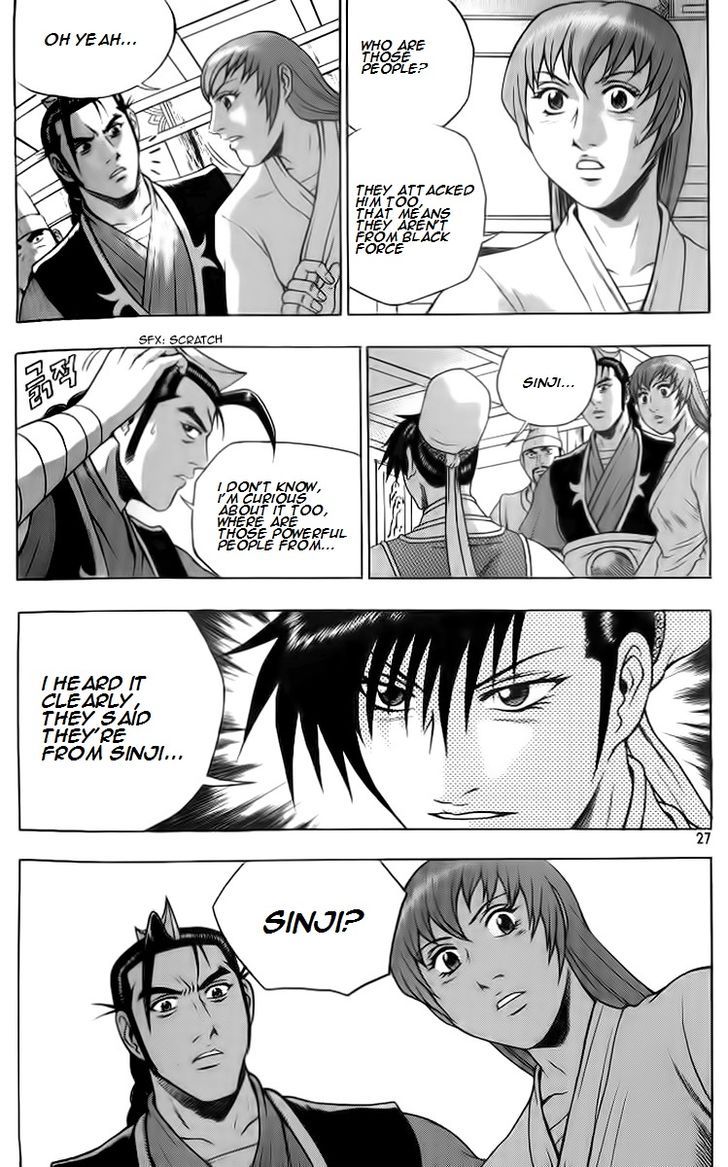 OH YEAH...
WHO ARE
THOSE
PEOPLE?
THEY ATTACKED
HIM TOO,
THAT MEANS
THEY AREN'T
FROM BLACK
FORCE
SFX: SCRATCH
긁적
I DON'T KNOW,
I'M CURIOUS
ABOUT IT TOO,
WHERE ARE
THOSE POWERFUL
PEOPLE FROM...
SINJI...
I HEARD IT
CLEARLY,
THEY SAID
THEY'RE
FROM SINJI...
27
SINJI?